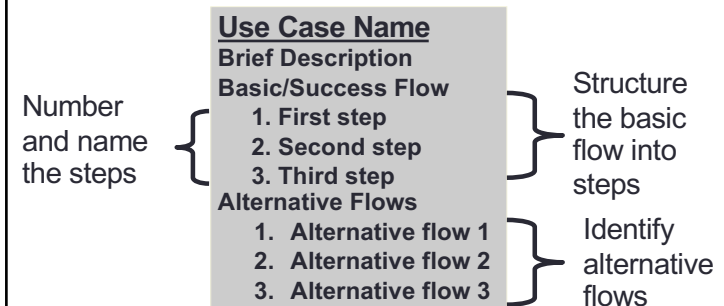 Use Case Name
Brief Description
Basic/Success Flow
1. First step
2. Second step
3. Third step
Alternative Flows
1. Alternative flow 1
2. Alternative flow 2
3. Alternative flow 3
Number
and name
the steps
Structure
the basic
flow into
steps
Identify
alternative
flows